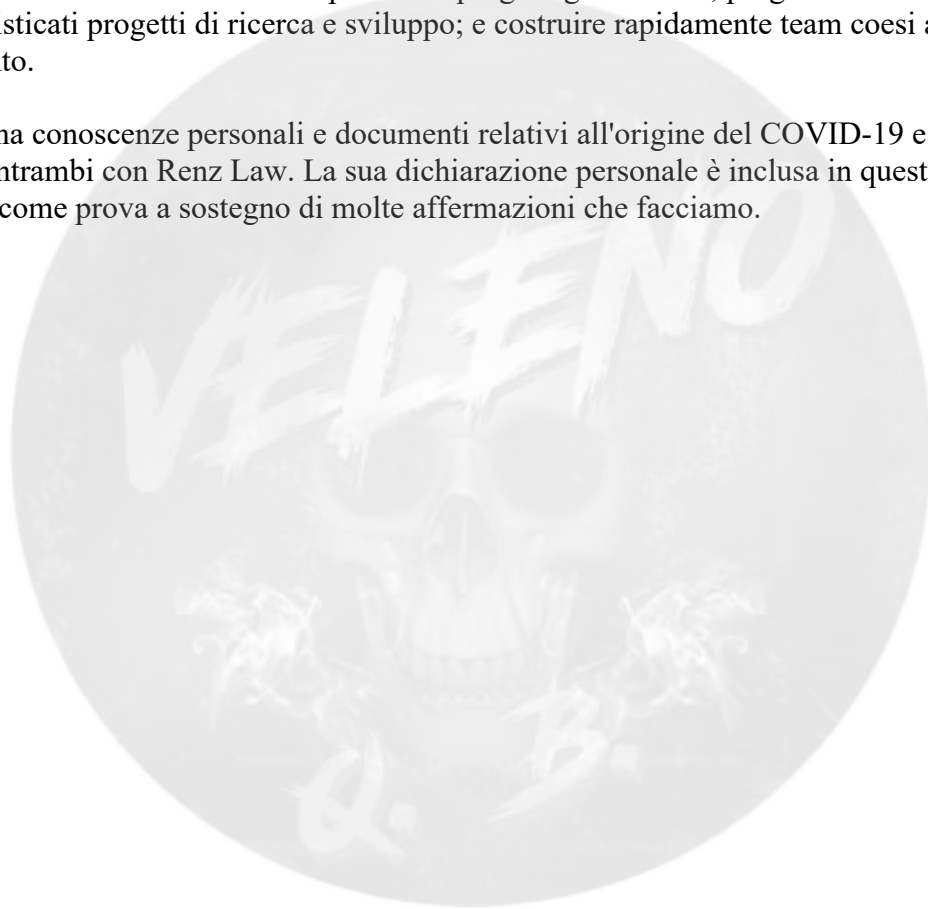 isticati progetti di ricerca e sviluppo; e costruire rapidamente team coesi a
to.
na conoscenze personali e documenti relativi all'origine del COVID-19 e
ntrambi con Renz Law. La sua dichiarazione personale è inclusa in quest
come prova a sostegno di molte affermazioni che facciamo.
VELENO
Q. B.